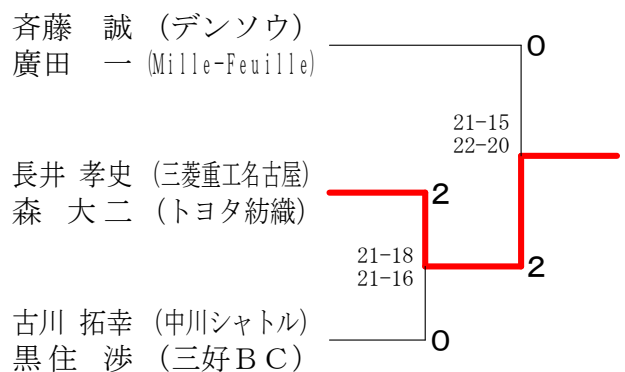 斉藤　誠 （デンソウ）
0
廣田　一 (Mille-Feuille)
21-15
22-20
長井 孝史 （三菱重工名古屋）
2
森　大二 （トヨタ紡織）
21-18
21-16
2
古川 拓幸 （中川シャトル）
0
黒住　渉 （三好ＢＣ）